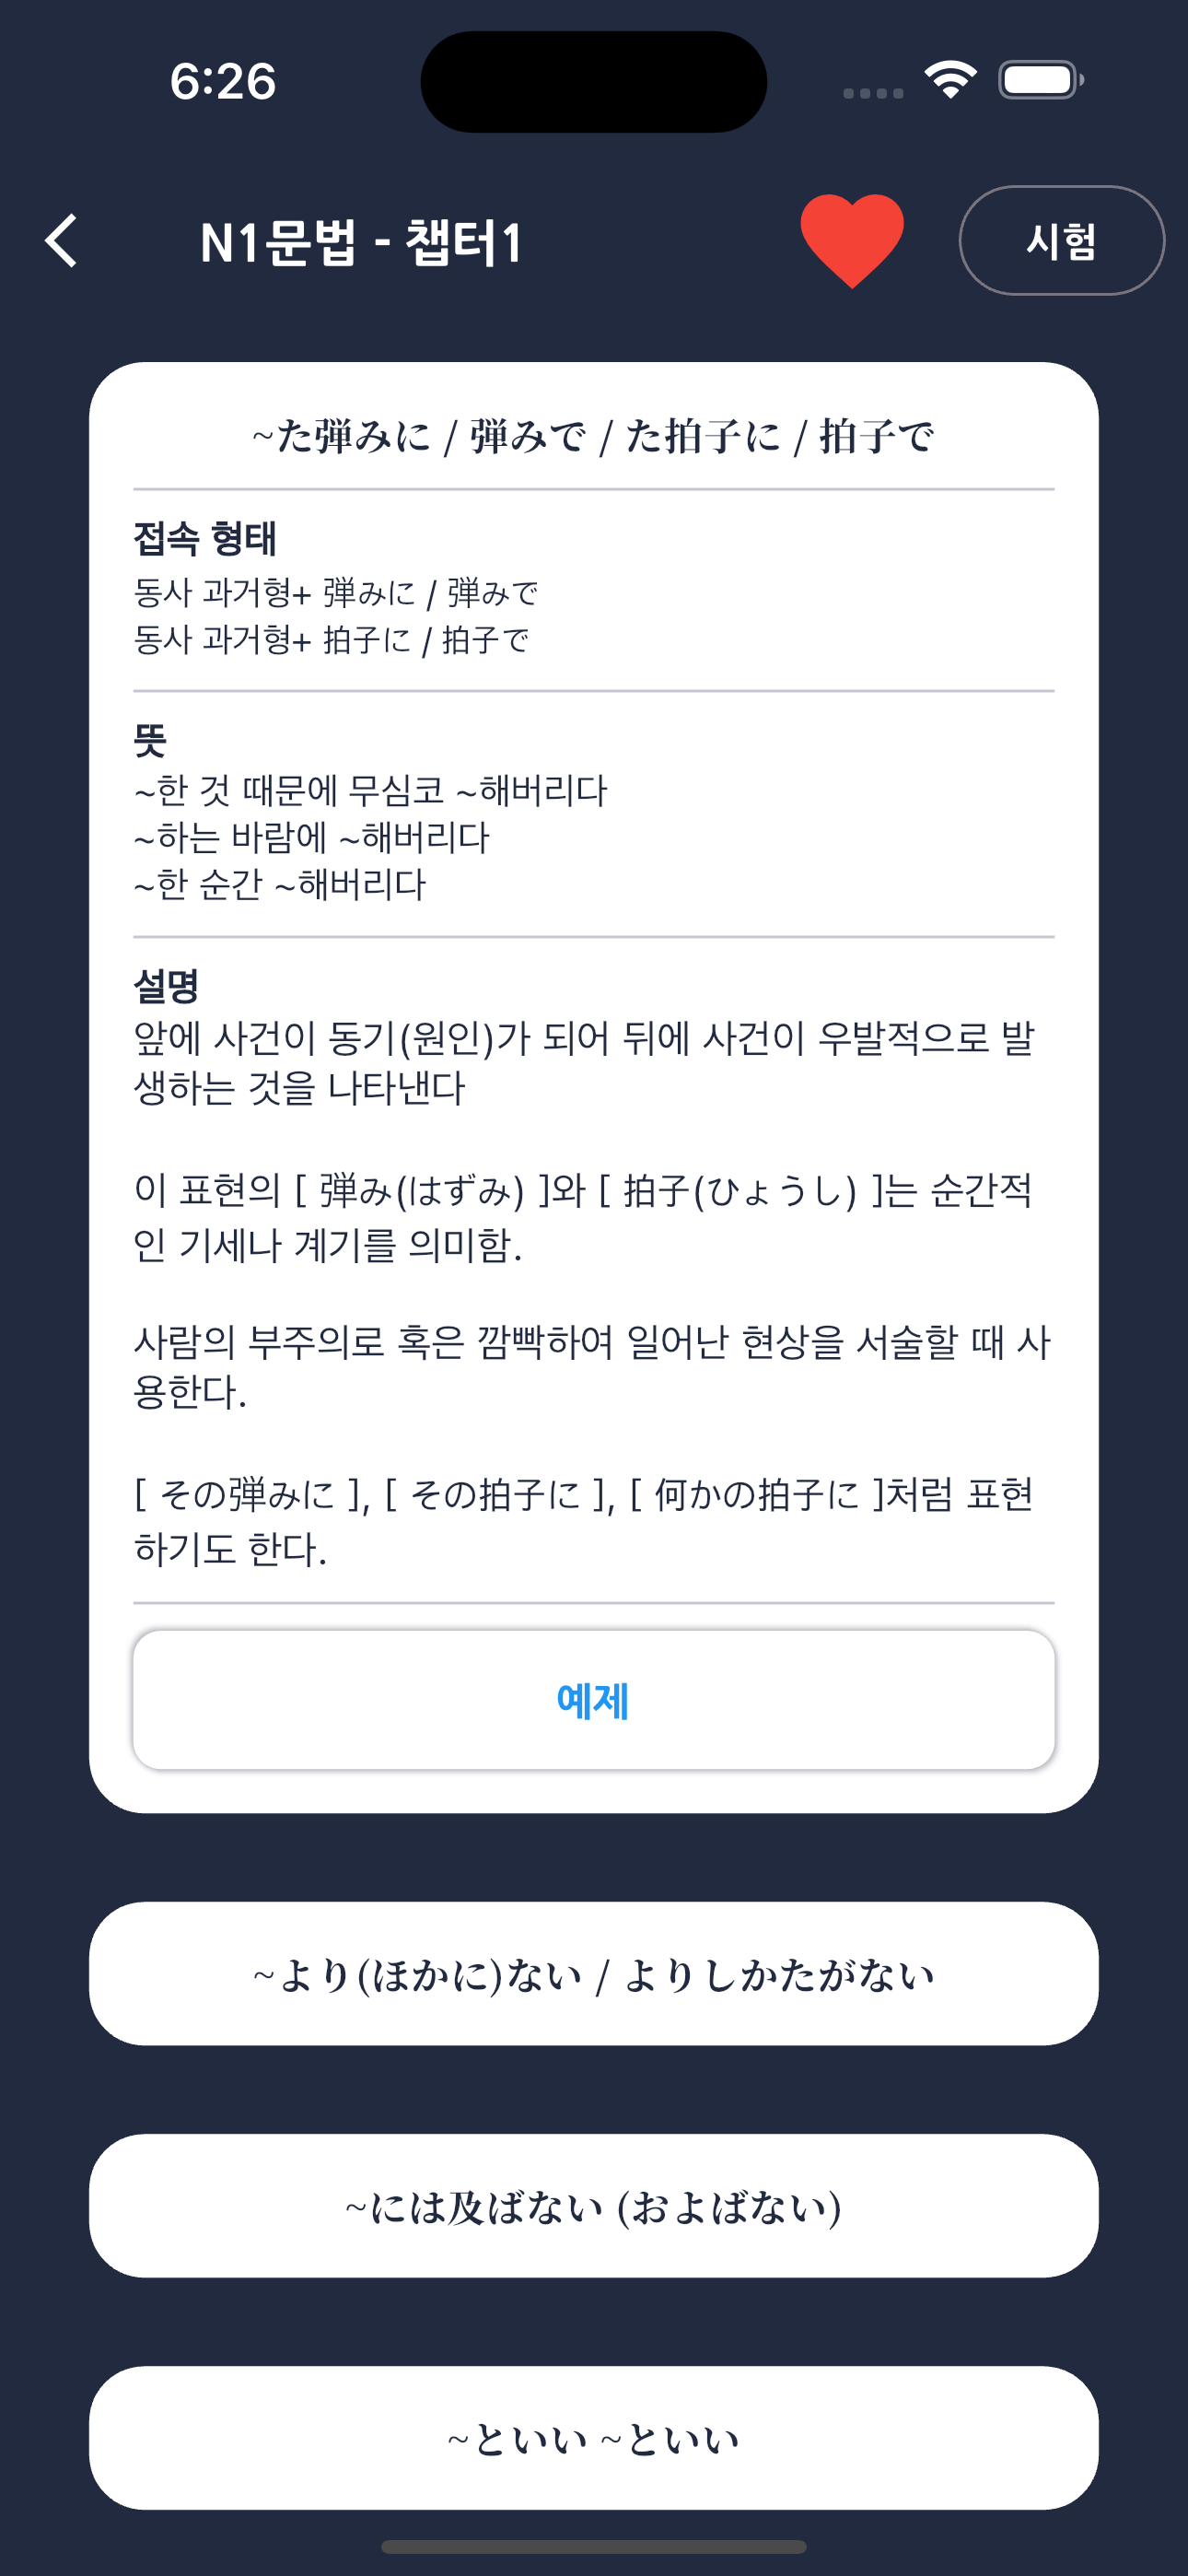 6:26
N1문법 - 챕터1
시험
~た弾みに / 弾みで / た拍子に / 拍子で
접속 형태
동사 과거형+ 弾みに / 弾みで
동사 과거형+ 拍子に / 拍子で
뜻
~한 것 때문에 무심코 ~해버리다
~하는 바람에 ~해버리다
~한 순간 ~해버리다
설명
앞에 사건이 동기(원인)가 되어 뒤에 사건이 우발적으로 발
생하는 것을 나타낸다
이 표현의 [ 弾み(はずみ) ]와 [ 拍子(ひょうし) ]는 순간적
인 기세나 계기를 의미함.
사람의 부주의로 혹은 깜빡하여 일어난 현상을 서술할 때 사
용한다.
[ その弾みに ], [ その拍子に ], [ 何かの拍子に ]처럼 표현
하기도 한다.
예제
~より(ほかに)ない / よりしかたがない
~には及ばない (およばない)
~といい ~といい